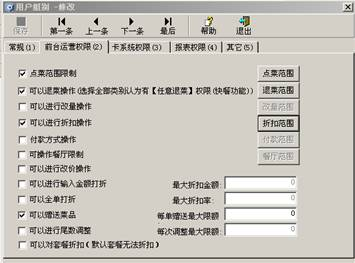 用户组别 -修改
保存 第一条 上一条 下一条 最后 帮助 退出
常规(1) 前台运营权限(2) 卡系统权限(3) 报表权限(4) 其它(5)
点菜范围限制 点菜范围
可以退菜操作(选择全部类别认为有【任意退菜】权限(快餐功能)) 退菜范围
可以进行改量操作 改量范围
可以进行折扣操作 折扣范围
付款方式操作 付款范围
可操作餐厅限制 餐厅范围
可以进行改价操作
可以进行输入金额打折 最大折扣金额: 0
可以全单打折 最大折扣率: 0
可以赠送菜品 每单赠送最大限额 0
可以进行尾数调整 每次调整最大限额: 0
可以对套餐折扣(默认套餐无法折扣)